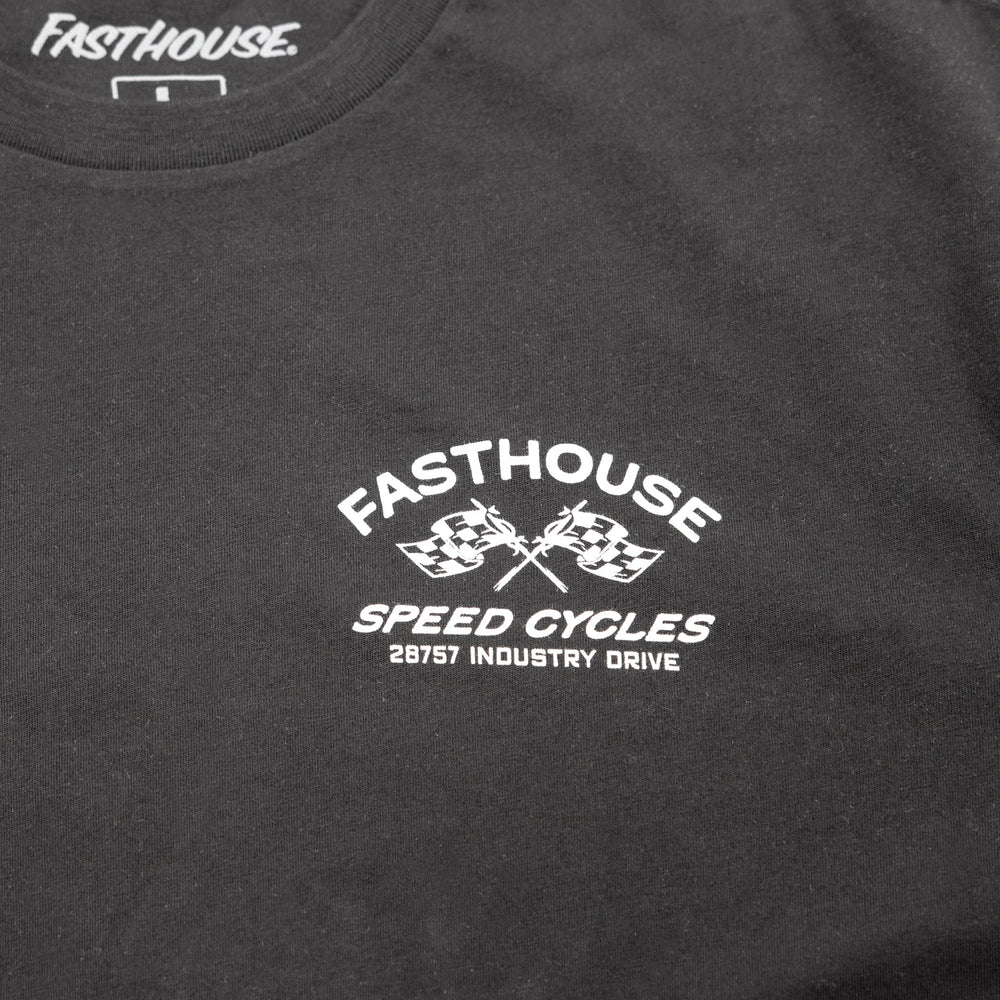 FASTHOUSE.
FASTHOUSE
SPEED CYCLES
28757 INDUSTRY DRIVE